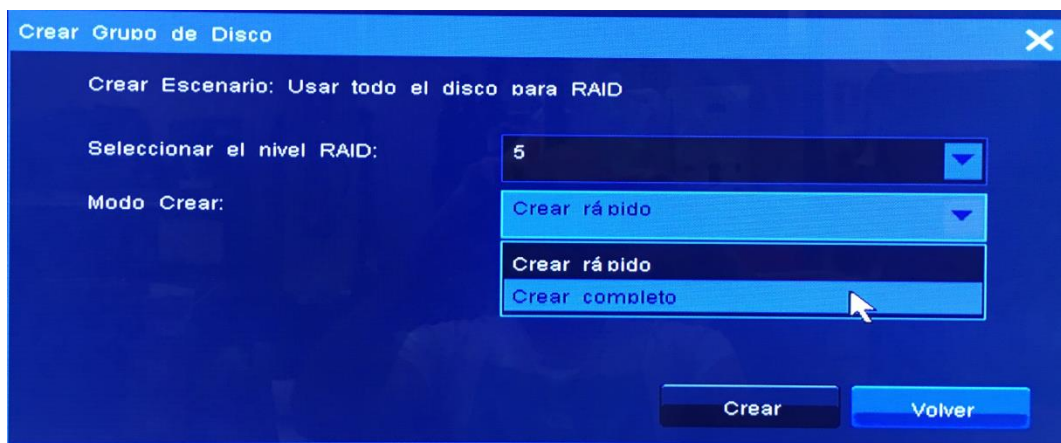 Crear Grupo de Disco
Crear Escenario: Usar todo el disco para RAID
Seleccionar el nivel RAID: 5
Modo Crear: Crear rápido
Crear rápido
Crear completo
Crear Volver